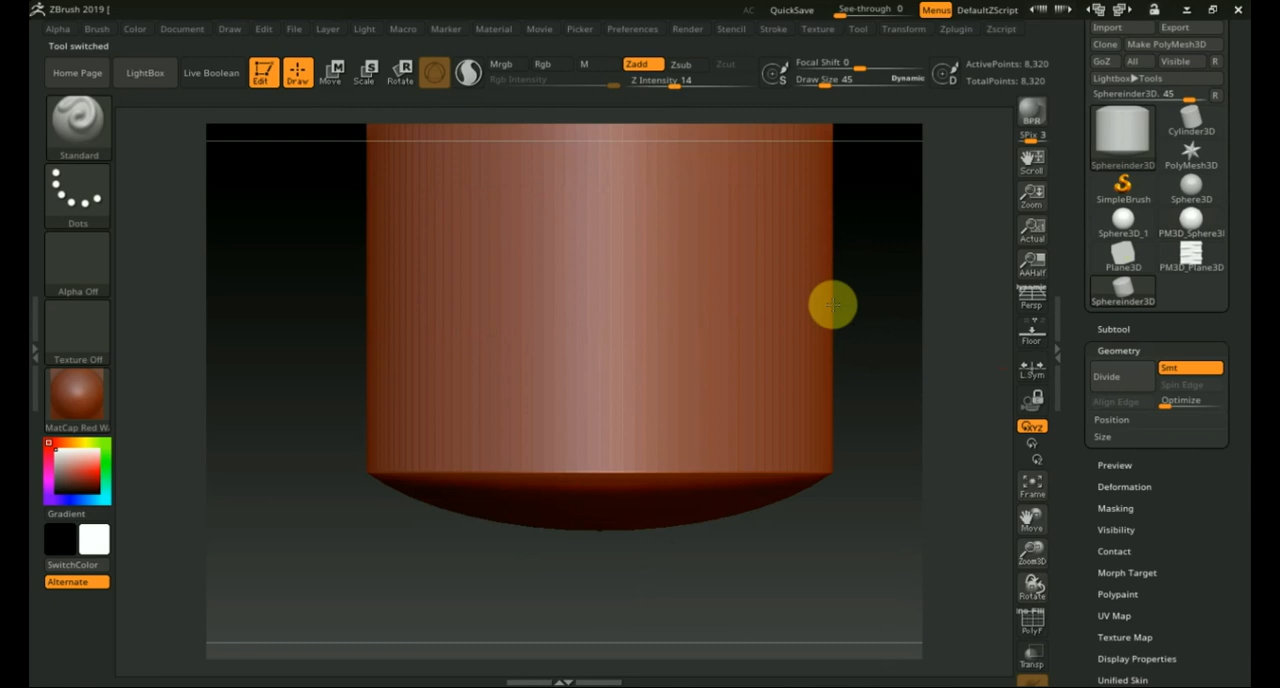 ZBrush 2019 [
AC QuickSave See-through 0 Menus DefaultZScript
Alpha Brush Color Document Draw Edit File Layer Light Macro Marker Material Movie Picker Preferences Render Stencil Stroke Texture Tool Transform Zplugin Zscript
Tool switched
Home Page LightBox Live Boolean Edit Draw Move Scale Rotate
Mrgb Rgb M Zadd Zsub Zcut
Rgb Intensity Z Intensity 14
Focal Shift 0
Draw Size 45 Dynamic
S
D
ActivePoints: 8,320
TotalPoints: 8,320
Standard
Dots
Alpha Off
Texture Off
MatCap Red Wa
Gradient
SwitchColor
Alternate
BPR
SPix 3
Scroll
Zoom
Actual
AAHalf
Persp
Floor
L.Sym
XYZ
Frame
Move
Zoom3D
Rotate
PolyF
Transp
Import Export
Clone Make PolyMesh3D
GoZ All Visible R
Lightbox▶Tools
Sphereinder3D. 45 R
Sphereinder3D Cylinder3D
PolyMesh3D
SimpleBrush Sphere3D
Sphere3D_1 PM3D_Sphere3I
Plane3D PM3D_Plane3D
Sphereinder3D
Subtool
Geometry
Divide Smt
Spin Edge
Align Edge Optimize
Position
Size
Preview
Deformation
Masking
Visibility
Contact
Morph Target
Polypaint
UV Map
Texture Map
Display Properties
Unified Skin